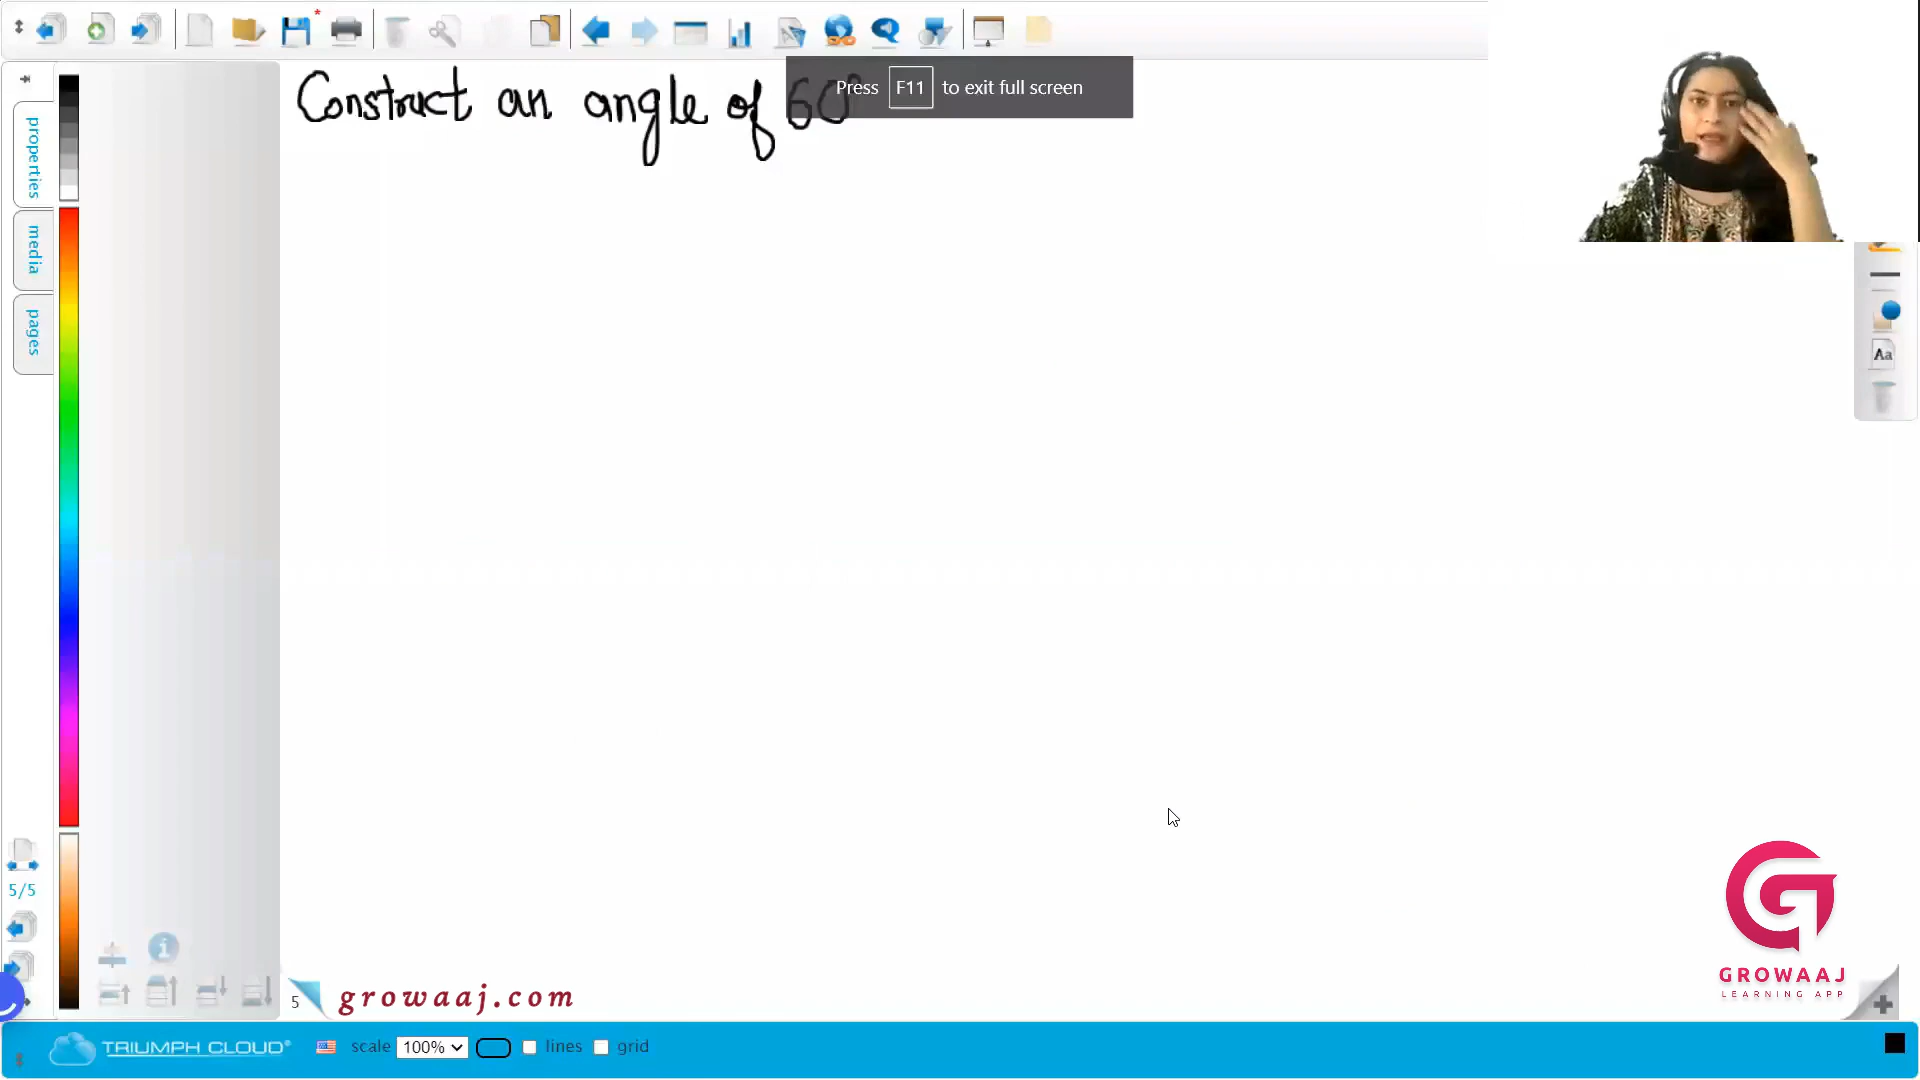 Construct an angle of 60°
Press F11 to exit full screen
properties
media
pages
Aa
5/5
5
growaaj.com
GROWAAJ
LEARNING APP
TRIUMPH CLOUD®
scale 100% lines grid